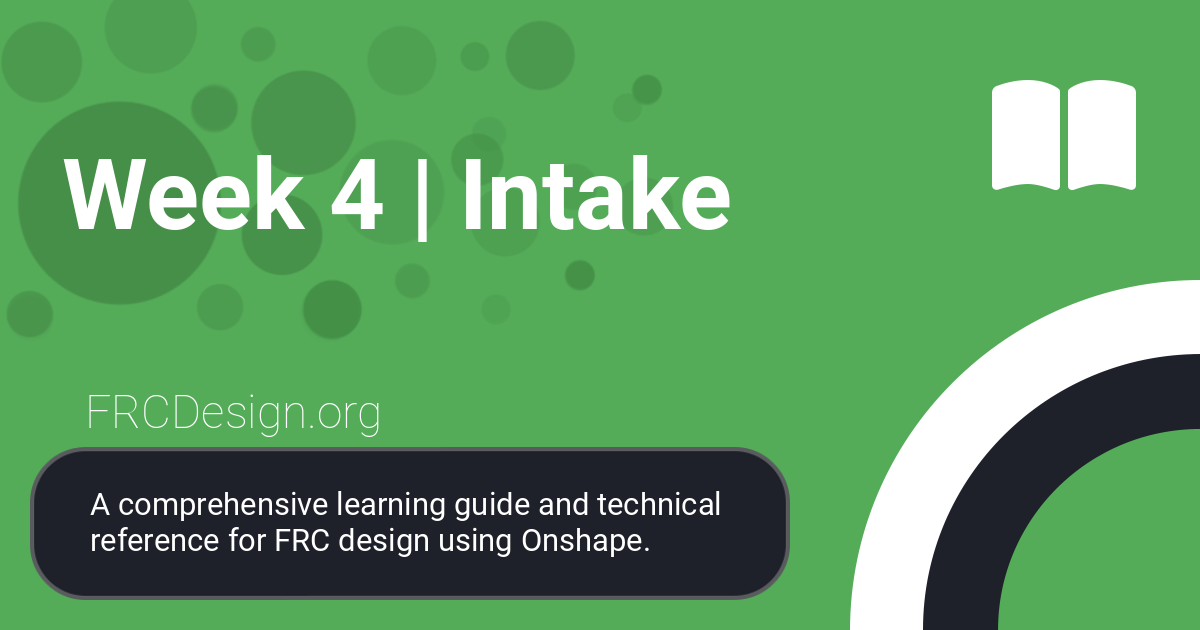 Week 4 | Intake
FRCDesign.org
A comprehensive learning guide and technical
reference for FRC design using Onshape.